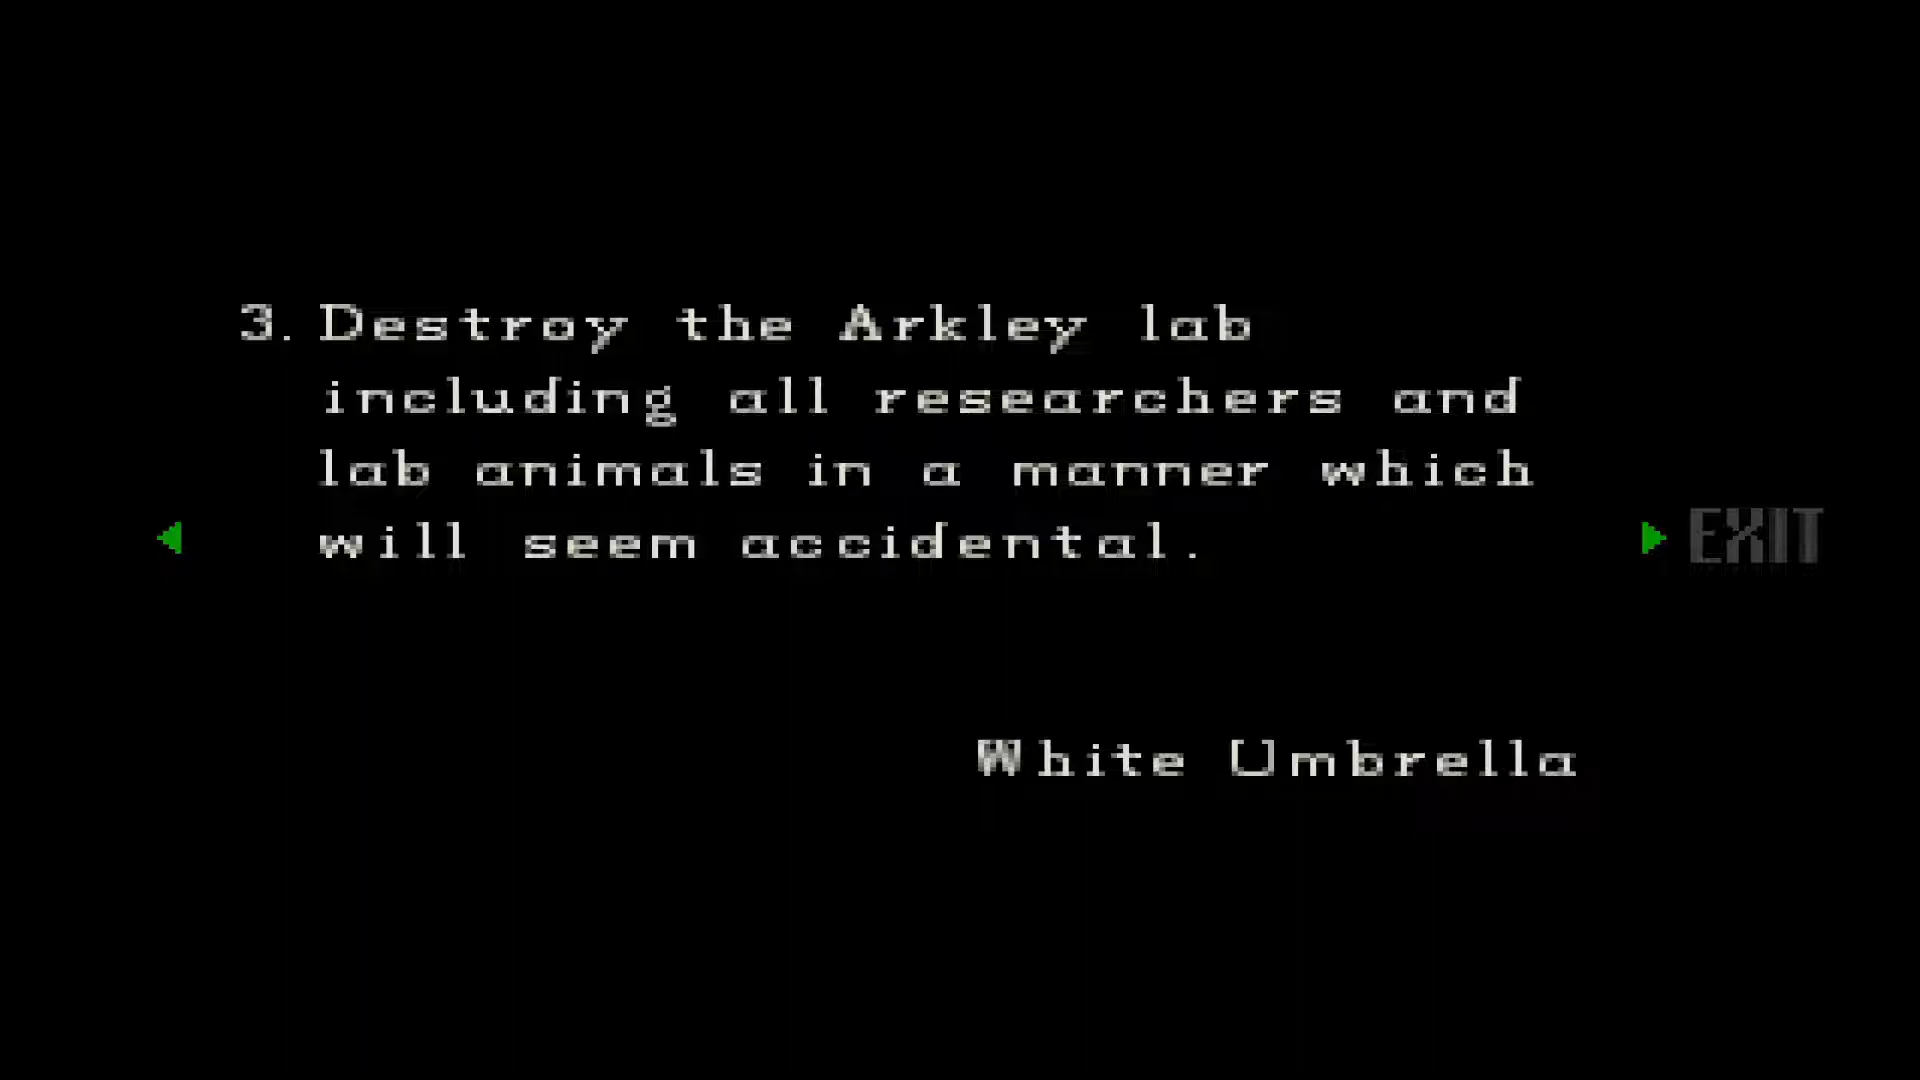 3. Destroy the Arkley lab
including all researchers and
lab animals in a manner which
will seem accidental.
EXIT
White Umbrella